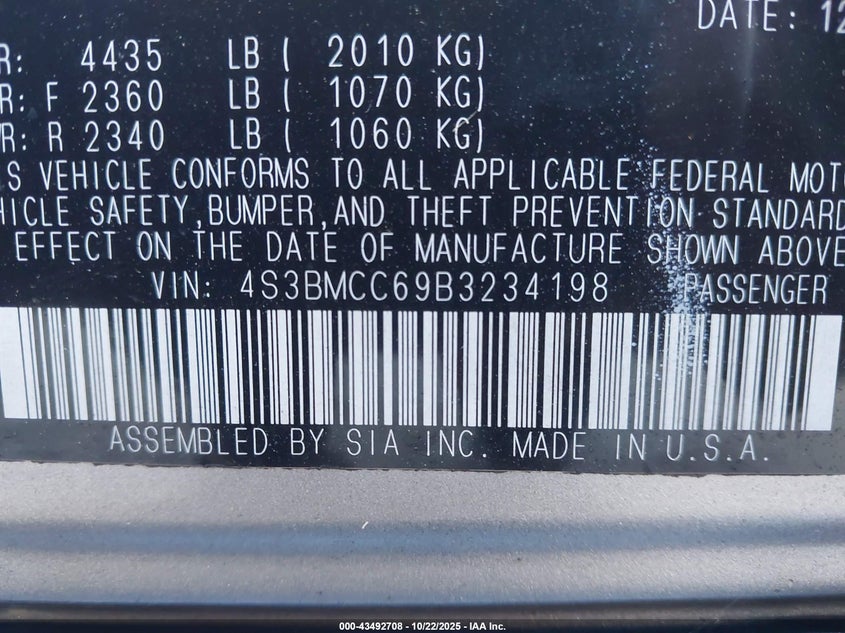 DATE: 12
R: 4435 LB ( 2010 KG)
R: F 2360 LB ( 1070 KG)
R: R 2340 LB ( 1060 KG)
S VEHICLE CONFORMS TO ALL APPLICABLE FEDERAL MOTO
HICLE SAFETY,BUMPER,AND THEFT PREVENTION STANDARD
EFFECT ON THE DATE OF MANUFACTURE SHOWN ABOVE
VIN: 4S3BMCC69B3234198 PASSENGER
ASSEMBLED BY SIA INC. MADE IN U.S.A.
000-43492708 - 10/22/2025 - IAA Inc.